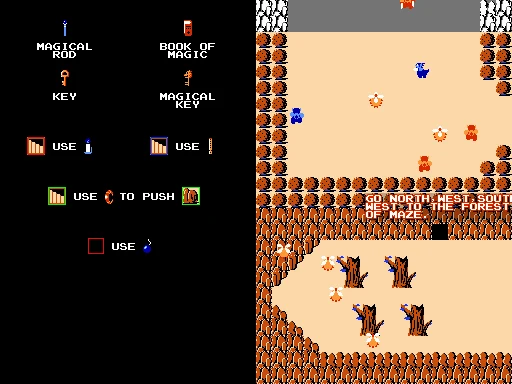 MAGICAL
ROD
BOOK OF
MAGIC
KEY
MAGICAL
KEY
USE
USE
USE TO PUSH
USE
GO NORTH,WEST,SOUT
WEST TO THE FOREST
OF MAZE.